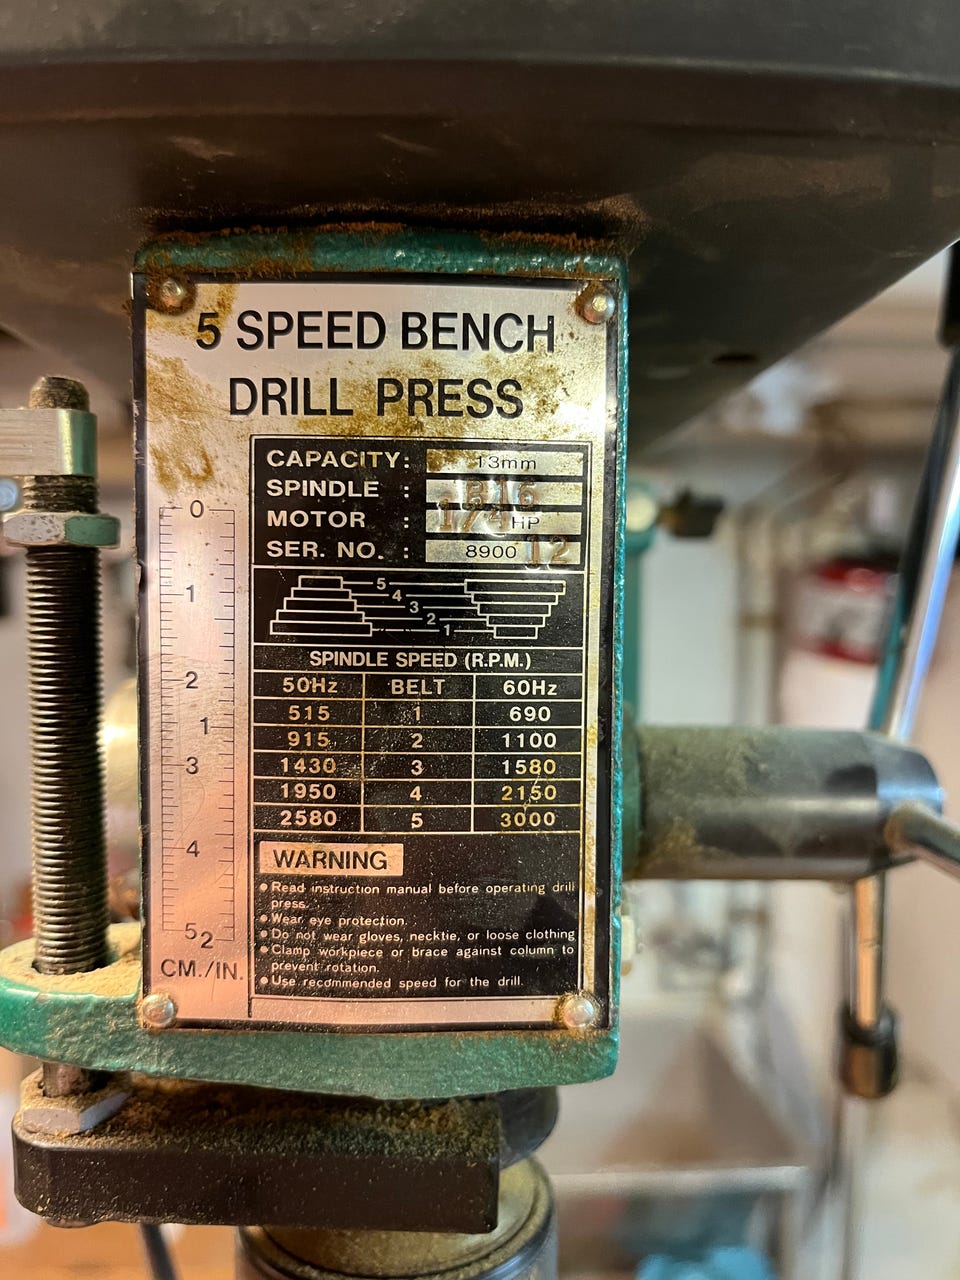 5 SPEED BENCH
DRILL PRESS
CAPACITY: 13mm
SPINDLE : B16
MOTOR : 1/4 HP
SER. NO. : 8900 12
0
1
2
1
3
4
5 2
CM./IN.
5
4
3
2
1
SPINDLE SPEED (R.P.M.)
50Hz BELT 60Hz
515 1 690
915 2 1100
1430 3 1580
1950 4 2150
2580 5 3000
WARNING
● Read instruction manual before operating drill
press.
● Wear eye protection.
● Do not wear gloves, necktie, or loose clothing
● Clamp workpiece or brace against column to
prevent rotation.
● Use recommended speed for the drill.